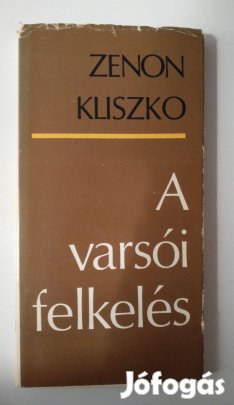 ZENON
KLISZKO
A
varsói
felkelés
Jófogás